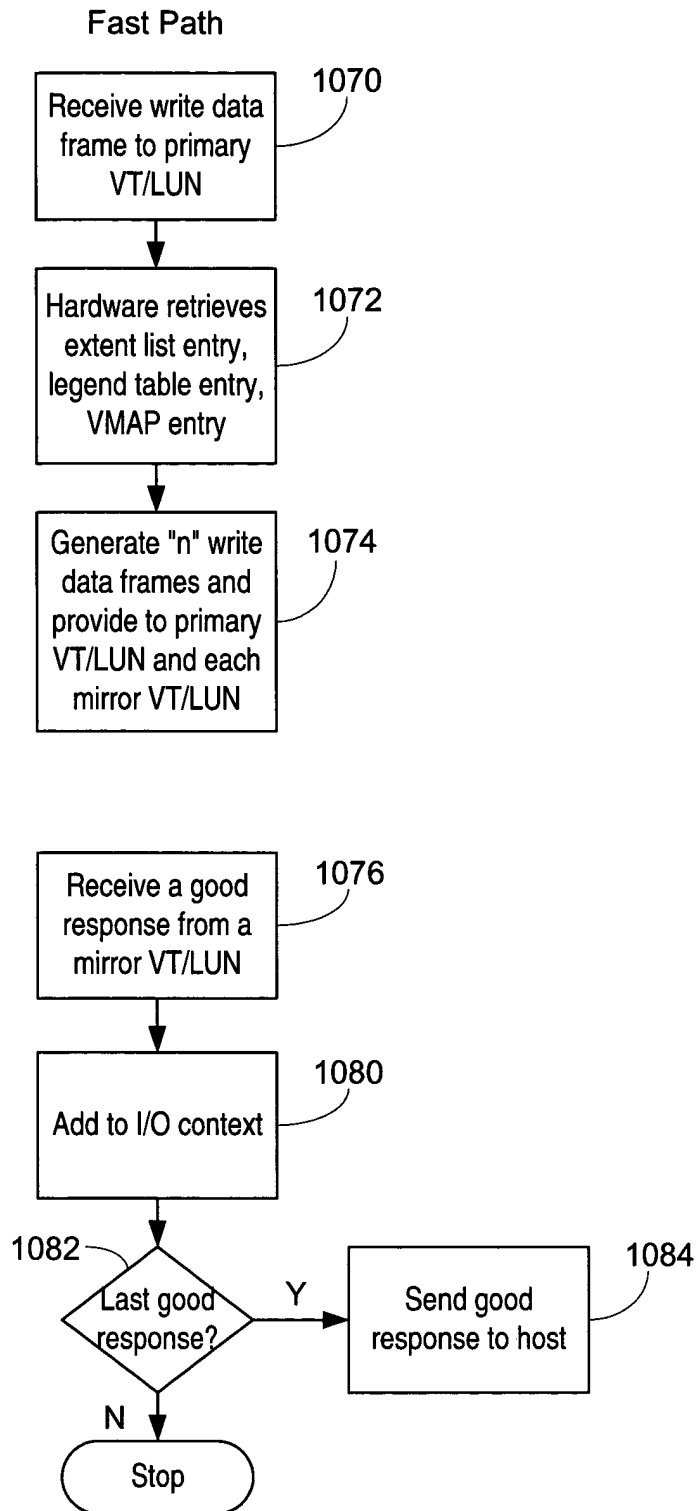 Fast Path
Receive write data
frame to primary
VT/LUN
1070
Hardware retrieves
extent list entry,
legend table entry,
VMAP entry
1072
Generate "n" write
data frames and
provide to primary
VT/LUN and each
mirror VT/LUN
1074
Receive a good
response from a
mirror VT/LUN
1076
Add to I/O context
1080
1082
Last good
response?
Y
Send good
response to host
1084
N
Stop